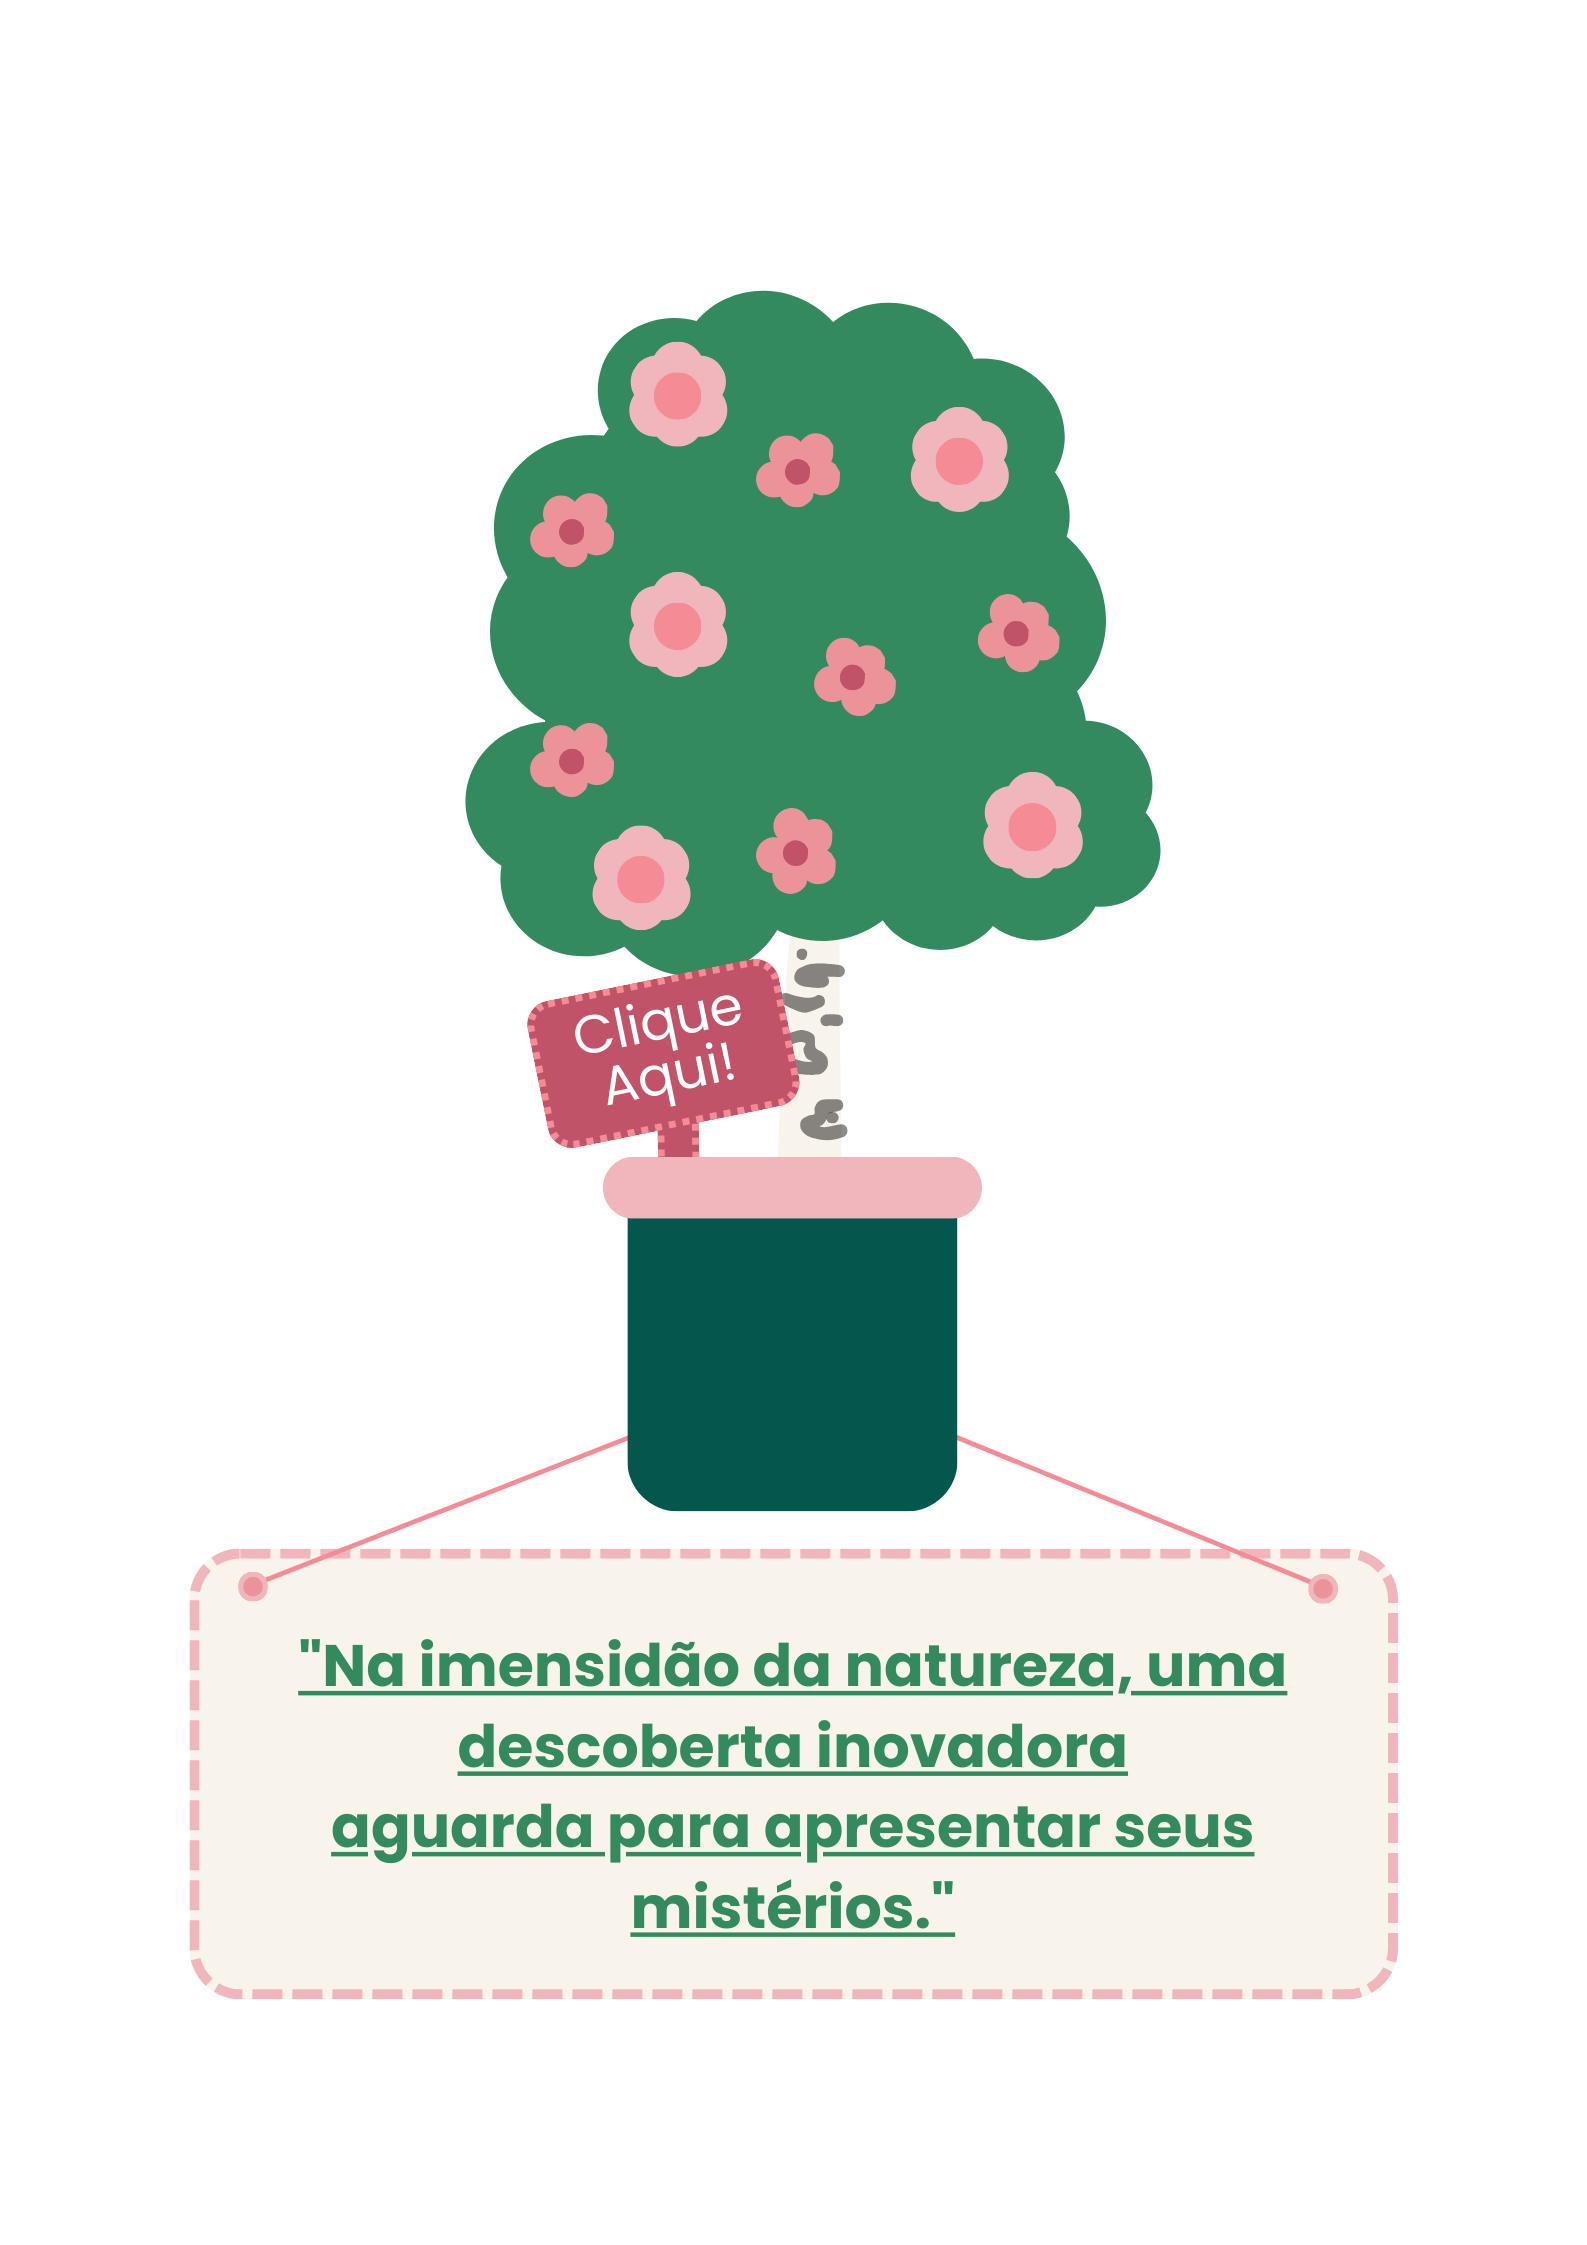 Clique
Aqui!
"Na imensidão da natureza, uma
descoberta inovadora
aguarda para apresentar seus
mistérios."